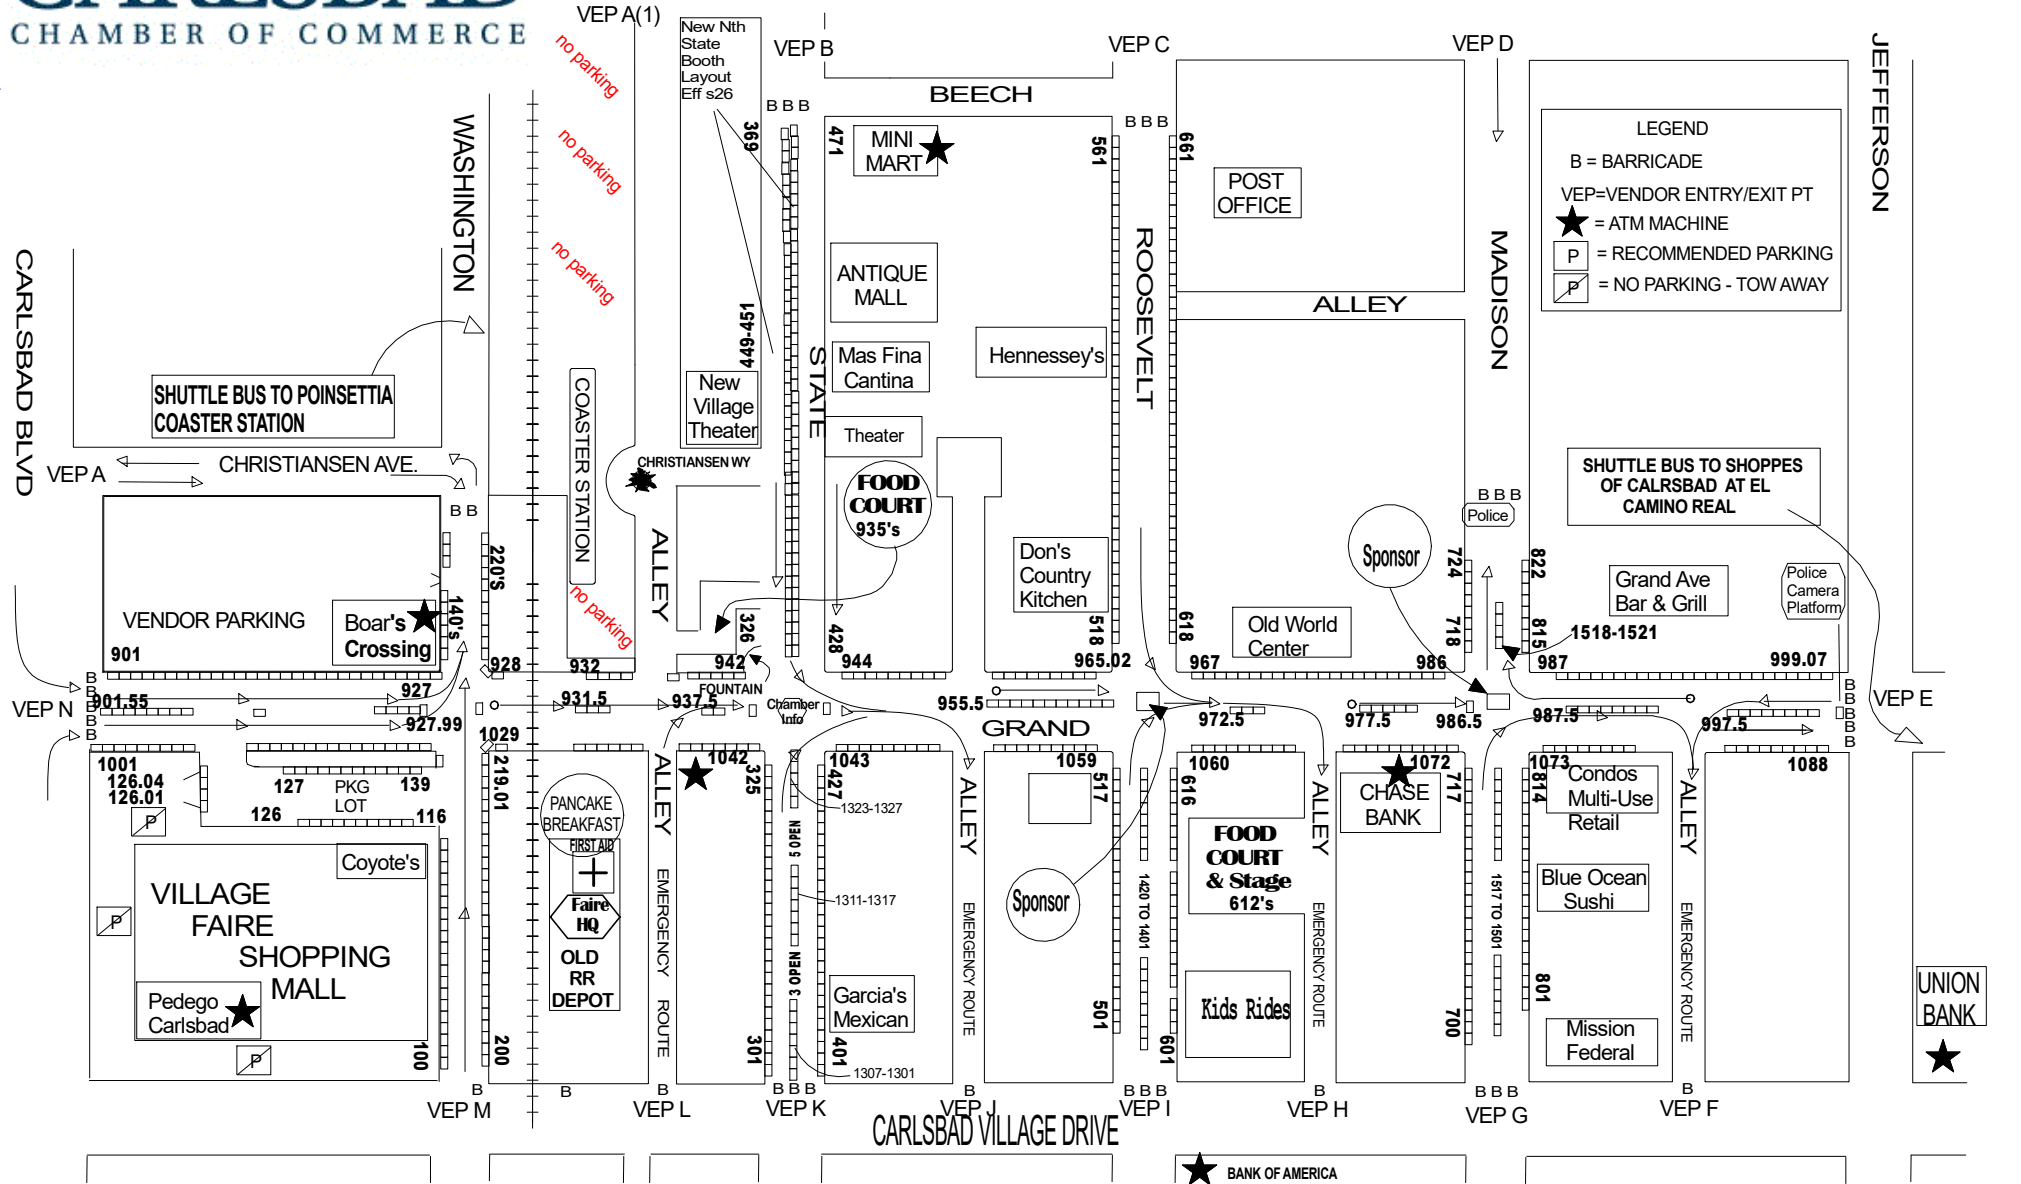 CARLSBAD
CHAMBER OF COMMERCE
VEP A(1)
New Nth
State
Booth
Layout
Eff s26
VEP B
VEP C
VEP D
JEFFERSON
no parking
no parking
no parking
no parking
BBB
BEECH
BBB
WASHINGTON
369
471
MINI
MART
561
661
POST
OFFICE
LEGEND
B = BARRICADE
VEP=VENDOR ENTRY/EXIT PT
= ATM MACHINE
P = RECOMMENDED PARKING
P = NO PARKING - TOW AWAY
CARLSBAD BLVD
ANTIQUE
MALL
ROOSEVELT
MADISON
ALLEY
449-451
STATE
Mas Fina
Cantina
Hennessey's
New
Village
Theater
Theater
SHUTTLE BUS TO POINSETTIA
COASTER STATION
COASTER STATION
VEP A
CHRISTIANSEN AVE.
CHRISTIANSEN WY
FOOD
COURT
935's
SHUTTLE BUS TO SHOPPES
OF CALRSBAD AT EL
CAMINO REAL
BB
BBB
Police
ALLEY
220'S
140's
Don's
Country
Kitchen
Sponsor
724
822
Grand Ave
Bar & Grill
Police
Camera
Platform
VENDOR PARKING
Boar's
Crossing
326
428
518
618
Old World
Center
718
815
1518-1521
901
928
932
942
944
965.02
967
986
987
999.07
B
B
B
B
B
901.55
927
931.5
937.5
FOUNTAIN
Chamber
Info
955.5
972.5
977.5
986.5
987.5
997.5
B
B
B
B
VEP N
VEP E
927.99
GRAND
1029
1001
126.04
126.01
127
139
PKG
LOT
126
116
219.01
ALLEY
1042
325
1043
427
1059
517
1060
616
1072
717
1073
814
1088
P
PANCAKE
BREAKFAST
FIRST AID
1323-1327
5 OPEN
ALLEY
ALLEY
CHASE
BANK
Condos
Multi-Use
Retail
ALLEY
Coyote's
VILLAGE
FAIRE
SHOPPING
MALL
P
Faire
HQ
OLD
RR
DEPOT
EMERGENCY ROUTE
1311-1317
3 OPEN
EMERGENCY ROUTE
Sponsor
1420 TO 1401
FOOD
COURT
& Stage
612's
EMERGENCY ROUTE
1517 TO 1501
Blue Ocean
Sushi
EMERGENCY ROUTE
Pedego
Carlsbad
Garcia's
Mexican
Kids Rides
801
UNION
BANK
P
100
200
301
401
1307-1301
501
601
700
Mission
Federal
B
B
B
BBB
B
BBB
B
BBB
B
VEP M
VEP L
VEP K
VEP J
VEP I
VEP H
VEP G
VEP F
CARLSBAD VILLAGE DRIVE
BANK OF AMERICA